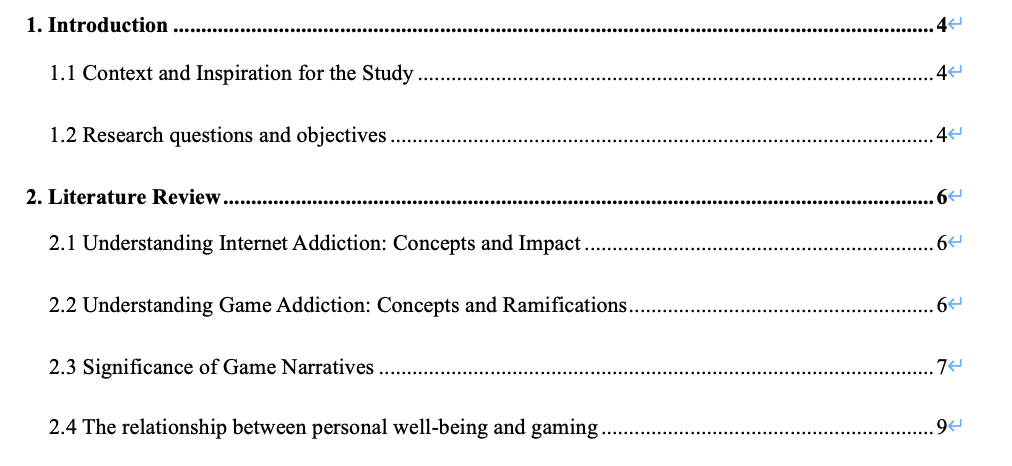 1. Introduction ........ 4↵
1.1 Context and Inspiration for the Study ........ 4↵
1.2 Research questions and objectives ........ 4↵
2. Literature Review ........ 6↵
2.1 Understanding Internet Addiction: Concepts and Impact ........ 6↵
2.2 Understanding Game Addiction: Concepts and Ramifications ........ 6↵
2.3 Significance of Game Narratives ........ 7↵
2.4 The relationship between personal well-being and gaming ........ 9↵